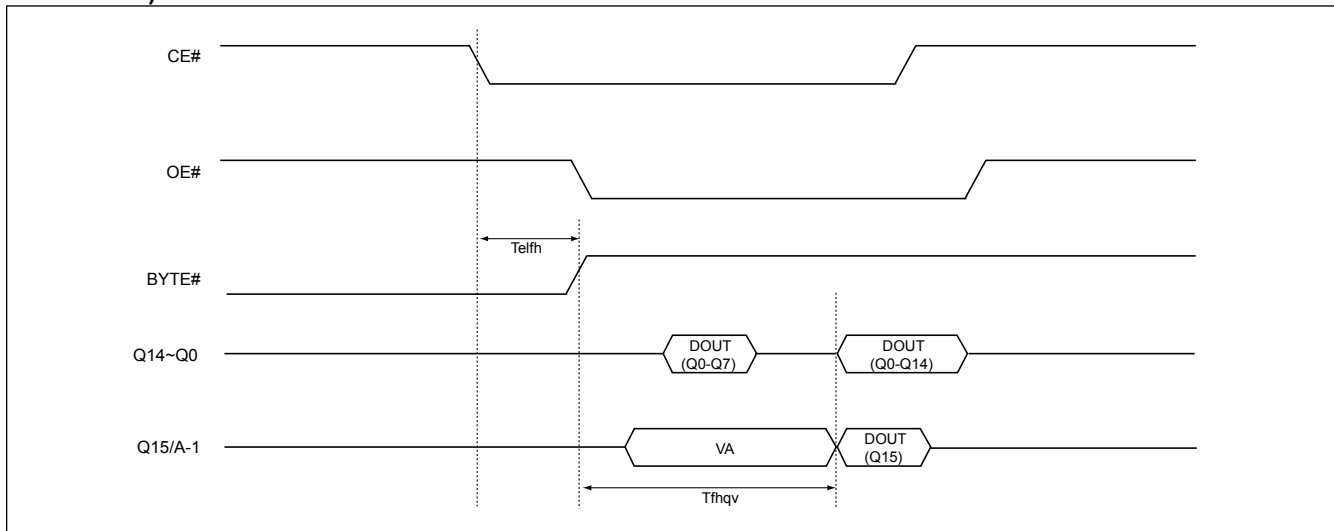 CE#
OE#
Telfh
BYTE#
Q14~Q0
DOUT
(Q0-Q7)
DOUT
(Q0-Q14)
Q15/A-1
VA
DOUT
(Q15)
Tfhqv